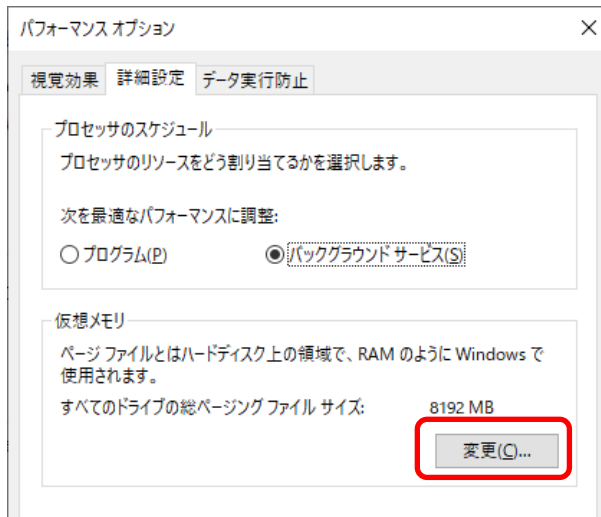 パフォーマンス オプション
視覚効果 詳細設定 データ実行防止
プロセッサのスケジュール
プロセッサのリソースをどう割り当てるかを選択します。
次を最適なパフォーマンスに調整:
プログラム(P) バックグラウンド サービス(S)
仮想メモリ
ページ ファイルとはハードディスク上の領域で、RAM のように Windows で
使用されます。
すべてのドライブの総ページング ファイル サイズ: 8192 MB
変更(C)...